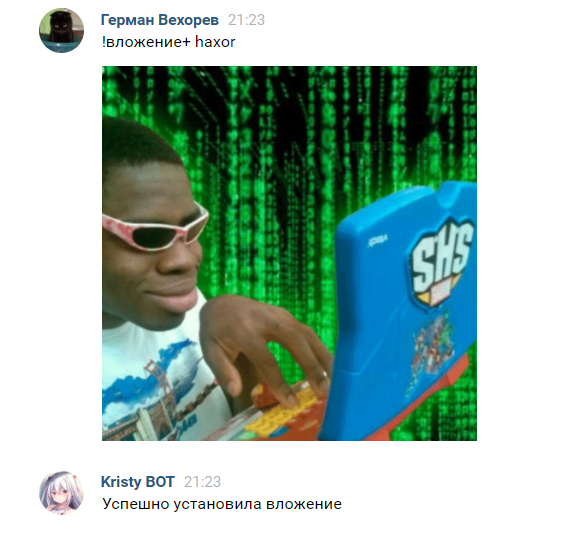 Герман Вехорев 21:23
!вложение+ haxor
SHS
Kristy BOT 21:23
Успешно установила вложение